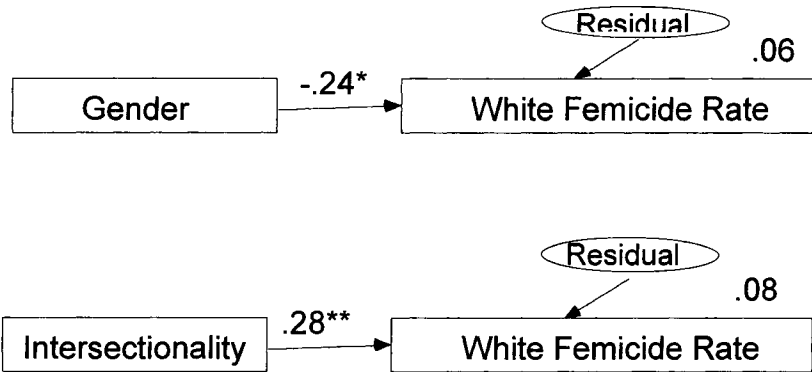 Residual
.06
-.24*
Gender
White Femicide Rate
Residual
.08
.28**
Intersectionality
White Femicide Rate